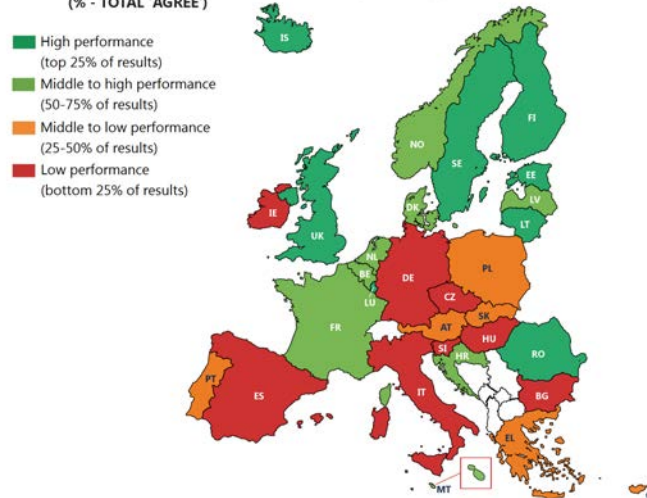 (% - TOTAL 'AGREE')
High performance
(top 25% of results)
Middle to high performance
(50-75% of results)
Middle to low performance
(25-50% of results)
Low performance
(bottom 25% of results)
IS
FI
NO
SE
EE
LV
DK
LT
IE
UK
NL
BE
DE
PL
LU
CZ
SK
FR
AT
HU
SI
HR
RO
PT
ES
IT
BG
EL
MT